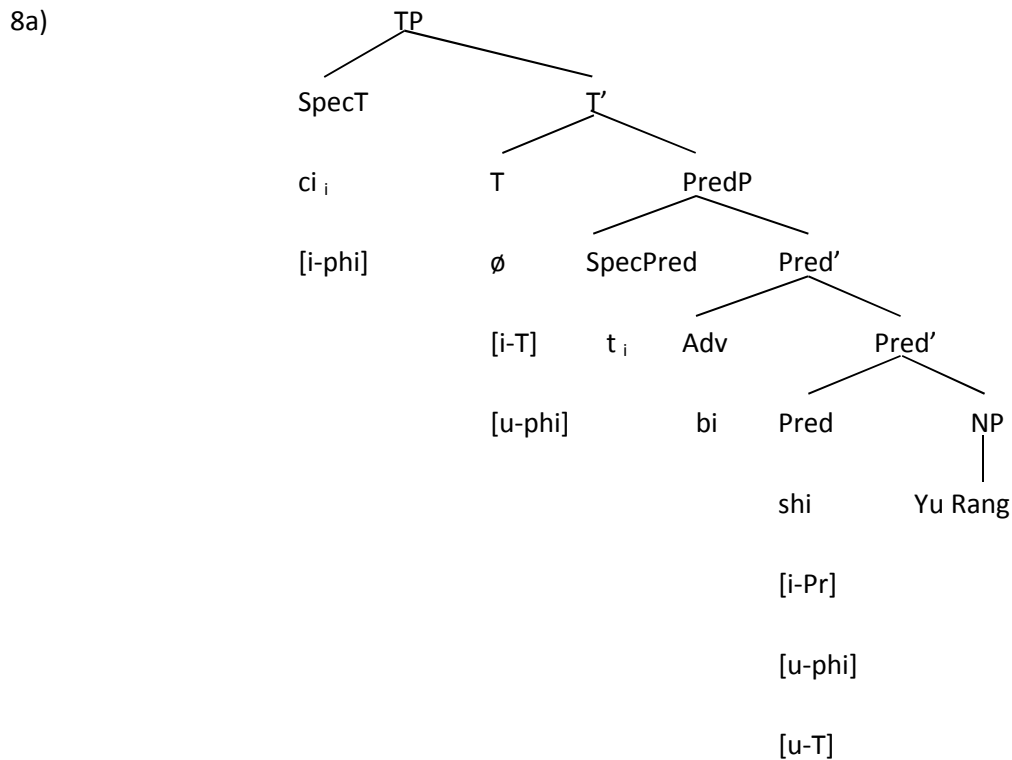 8a) TP
SpecT T’
ci i T PredP
[i-phi] ø SpecPred Pred’
[i-T] t i Adv Pred’
[u-phi] bi Pred NP
shi Yu Rang
[i-Pr]
[u-phi]
[u-T]